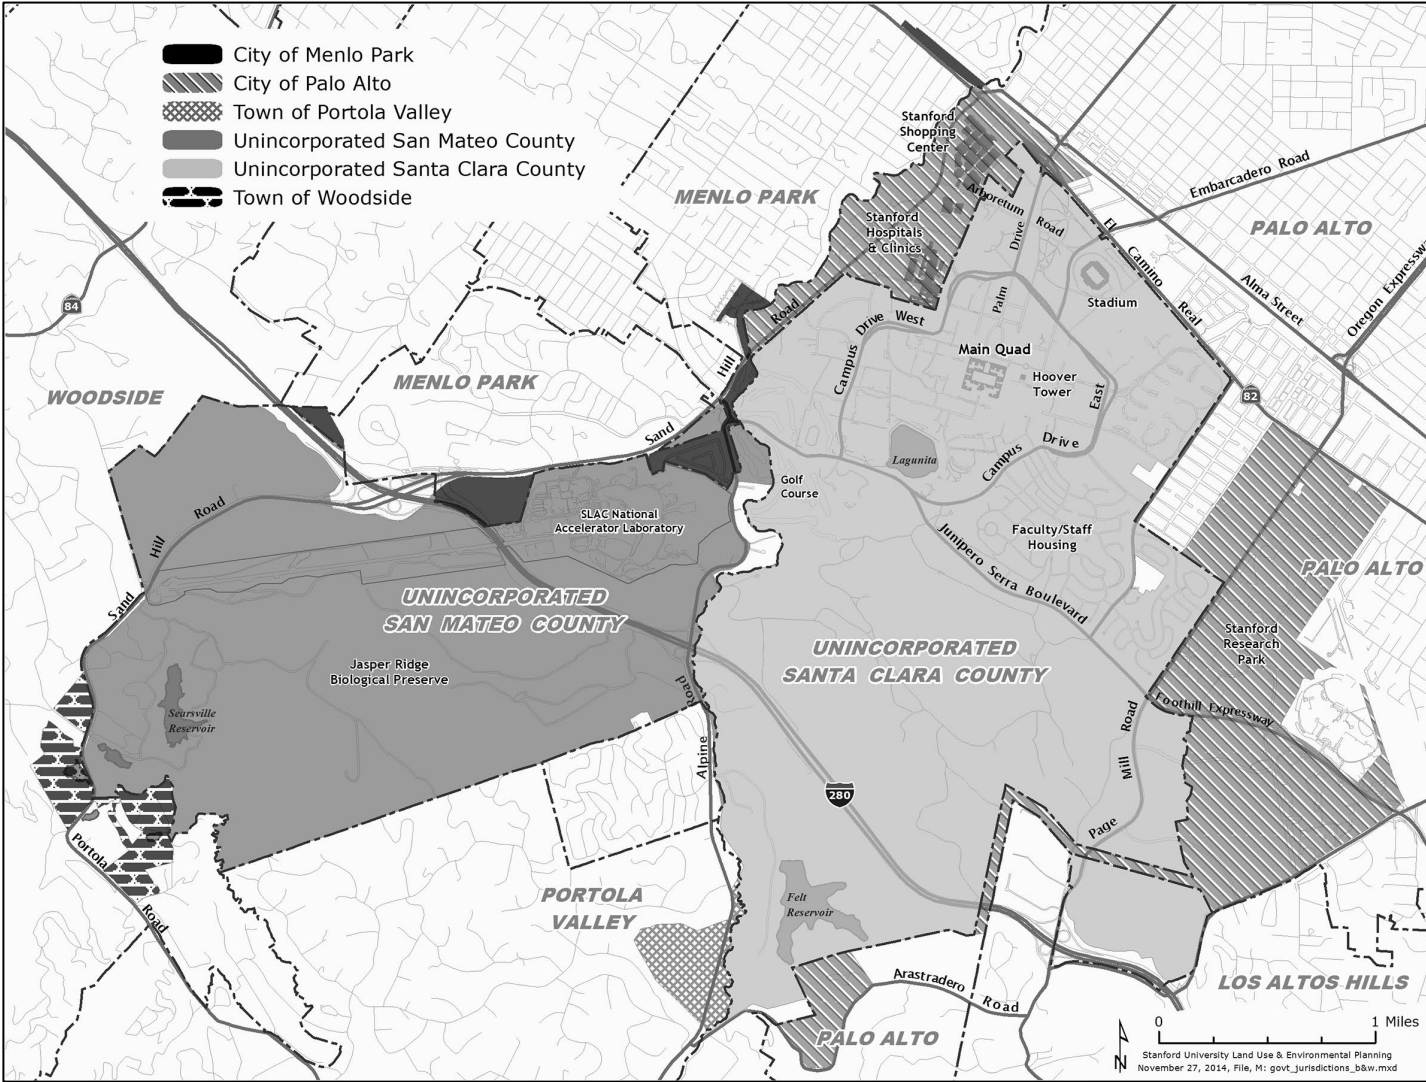 City of Menlo Park
City of Palo Alto
Town of Portola Valley
Unincorporated San Mateo County
Unincorporated Santa Clara County
Town of Woodside
Stanford
Shopping
Center
MENLO PARK
Stanford
Hospitals
& Clinics
Arboretum
Road
Embarcadero Road
PALO ALTO
El Camino Real
Alma Street
Oregon Expressway
84
Palm Drive
Stadium
Sand Hill Road
Campus Drive West
Main Quad
Hoover
Tower
82
WOODSIDE
MENLO PARK
Campus Drive East
Lagunita
Golf
Course
SLAC National
Accelerator Laboratory
Faculty/Staff
Housing
Junipero Serra Boulevard
Sand Hill Road
PALO ALTO
UNINCORPORATED
SAN MATEO COUNTY
Stanford
Research
Park
UNINCORPORATED
SANTA CLARA COUNTY
Jasper Ridge
Biological Preserve
Searsville
Reservoir
Foothill Expressway
Alpine Road
Page Mill Road
280
Portola Road
PORTOLA
VALLEY
Felt
Reservoir
Arastradero Road
LOS ALTOS HILLS
PALO ALTO
0 1 Miles
N
Stanford University Land Use & Environmental Planning
November 27, 2014, File, M: govt_jurisdictions_b&w.mxd